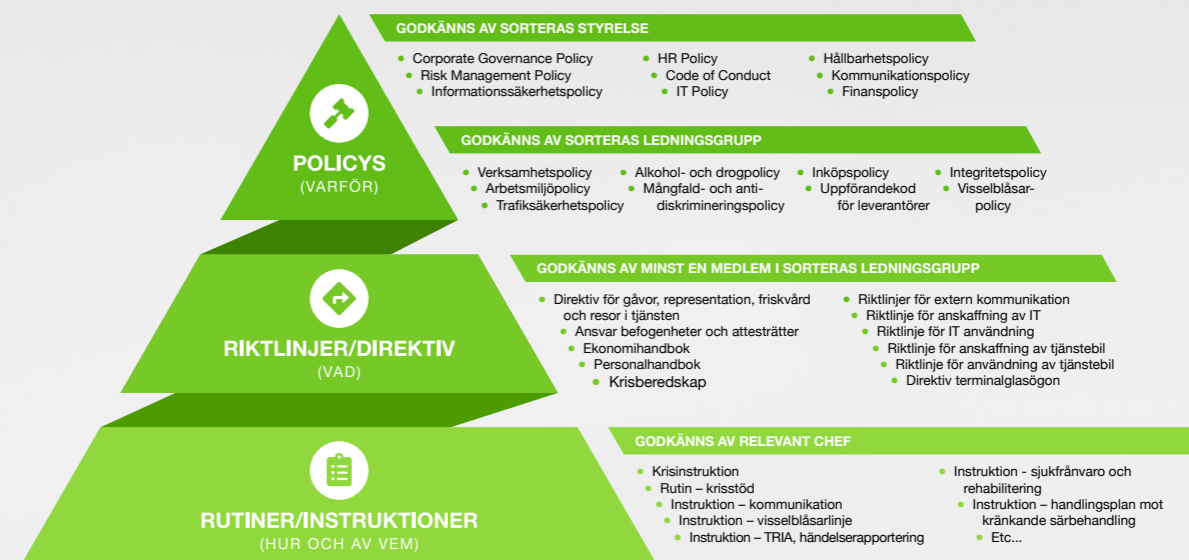 GODKÄNNS AV SORTERAS STYRELSE
Corporate Governance Policy
Risk Management Policy
Informationssäkerhetspolicy
HR Policy
Code of Conduct
IT Policy
Hållbarhetspolicy
Kommunikationspolicy
Finanspolicy
POLICYS
(VARFÖR)
GODKÄNNS AV SORTERAS LEDNINGSGRUPP
Verksamhetspolicy
Arbetsmiljöpolicy
Trafiksäkerhetspolicy
Alkohol- och drogpolicy
Mångfald- och anti-
diskrimineringspolicy
Inköpspolicy
Uppförandekod
för leverantörer
Integritetspolicy
Visselblåsar-
policy
RIKTLINJER/DIREKTIV
(VAD)
GODKÄNNS AV MINST EN MEDLEM I SORTERAS LEDNINGSGRUPP
Direktiv för gåvor, representation, friskvård
och resor i tjänsten
Ansvar befogenheter och attesträtter
Ekonomihandbok
Personalhandbok
Krisberedskap
Riktlinjer för extern kommunikation
Riktlinje för anskaffning av IT
Riktlinje för IT användning
Riktlinje för anskaffning av tjänstebil
Riktlinje för användning av tjänstebil
Direktiv terminalglasögon
RUTINER/INSTRUKTIONER
(HUR OCH AV VEM)
GODKÄNNS AV RELEVANT CHEF
Krisinstruktion
Rutin – krisstöd
Instruktion – kommunikation
Instruktion – visselblåsarlinje
Instruktion – TRIA, händelserapportering
Instruktion - sjukfrånvaro och
rehabilitering
Instruktion – handlingsplan mot
kränkande särbehandling
Etc...